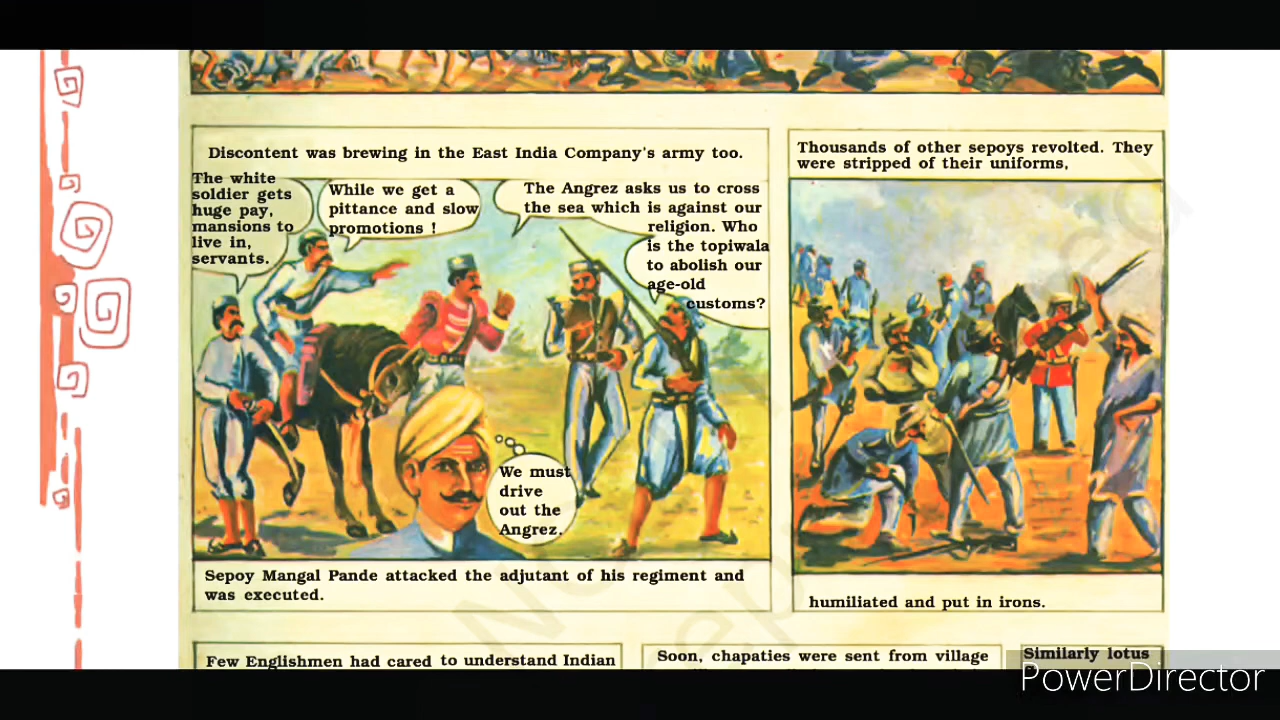 Discontent was brewing in the East India Company's army too.
The white
soldier gets
huge pay,
mansions to
live in,
servants.
While we get a
pittance and slow
promotions !
The Angrez asks us to cross
the sea which is against our
religion. Who
is the topiwala
to abolish our
age-old
customs?
We must
drive
out the
Angrez.
Sepoy Mangal Pande attacked the adjutant of his regiment and
was executed.
Thousands of other sepoys revolted. They
were stripped of their uniforms,
humiliated and put in irons.
Few Englishmen had cared to understand Indian
Soon, chapaties were sent from village
Similarly lotus
PowerDirector